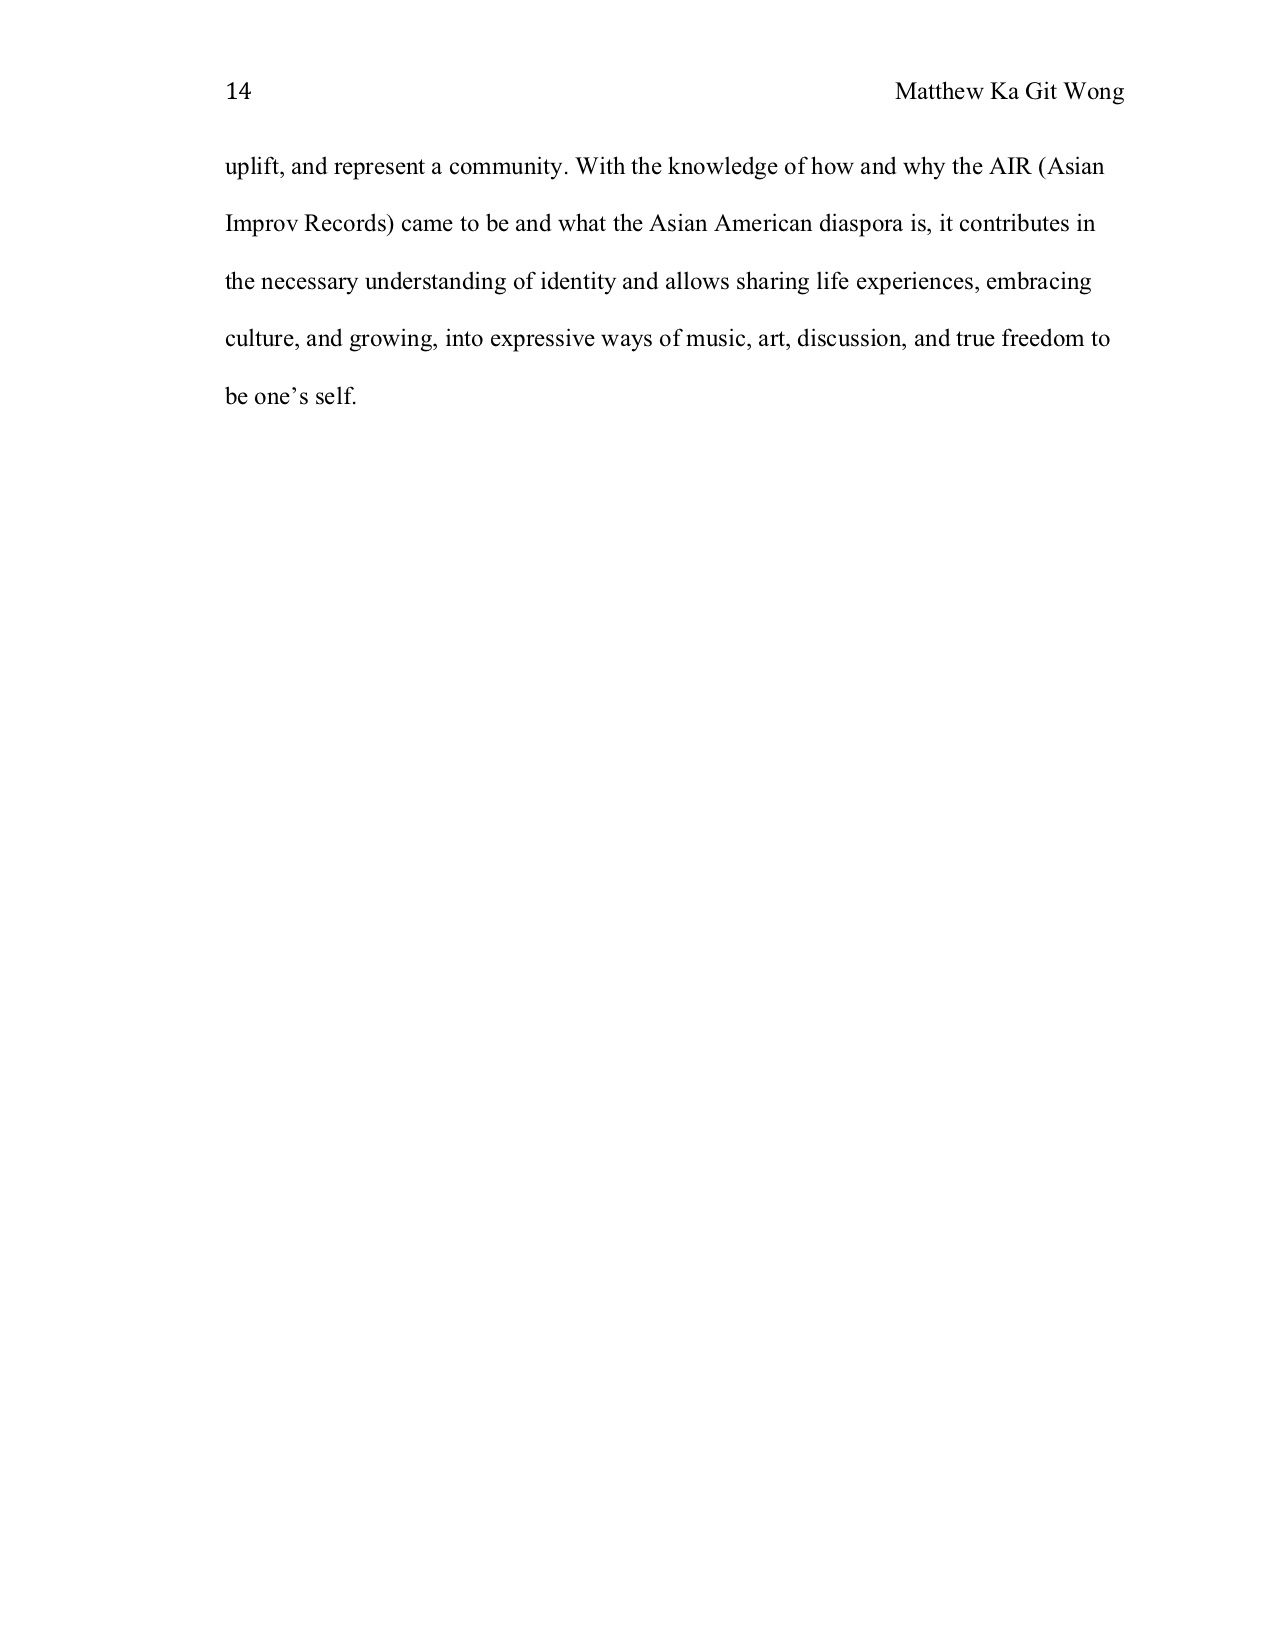 14 Matthew Ka Git Wong
uplift, and represent a community. With the knowledge of how and why the AIR (Asian
Improv Records) came to be and what the Asian American diaspora is, it contributes in
the necessary understanding of identity and allows sharing life experiences, embracing
culture, and growing, into expressive ways of music, art, discussion, and true freedom to
be one’s self.